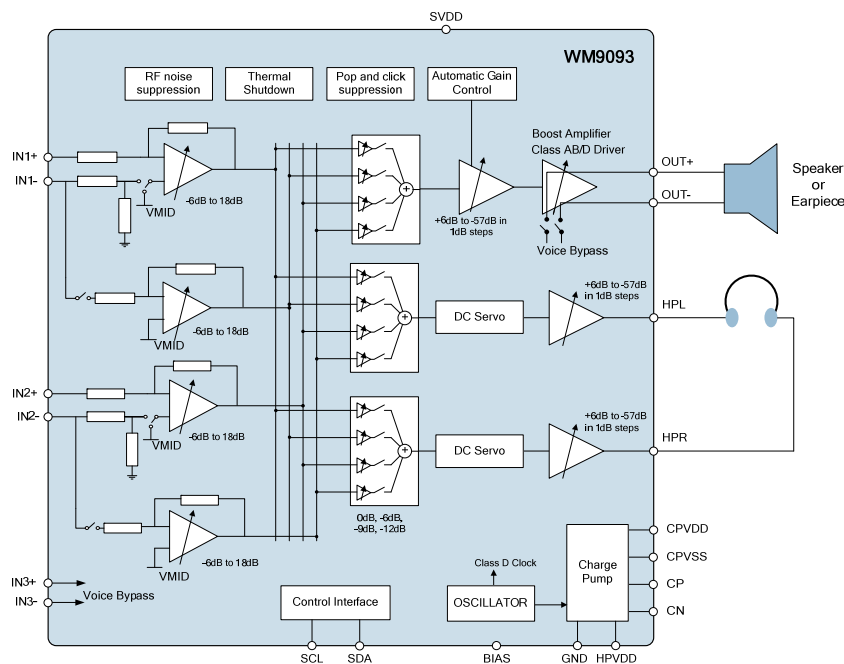 SVDD
WM9093
RF noise
suppression
Thermal
Shutdown
Pop and click
suppression
Automatic Gain
Control
Boost Amplifier
Class AB/D Driver
IN1+
IN1-
VMID
-6dB to 18dB
+6dB to -57dB in
1dB steps
Voice Bypass
OUT+
OUT-
Speaker
or
Earpiece
VMID
-6dB to 18dB
DC Servo
+6dB to -57dB
in 1dB steps
HPL
IN2+
IN2-
VMID
-6dB to 18dB
DC Servo
+6dB to -57dB
in 1dB steps
HPR
VMID
-6dB to 18dB
0dB, -6dB,
-9dB, -12dB
IN3+
IN3-
Voice Bypass
Control Interface
Class D Clock
OSCILLATOR
Charge
Pump
CPVDD
CPVSS
CP
CN
SCL
SDA
BIAS
GND
HPVDD